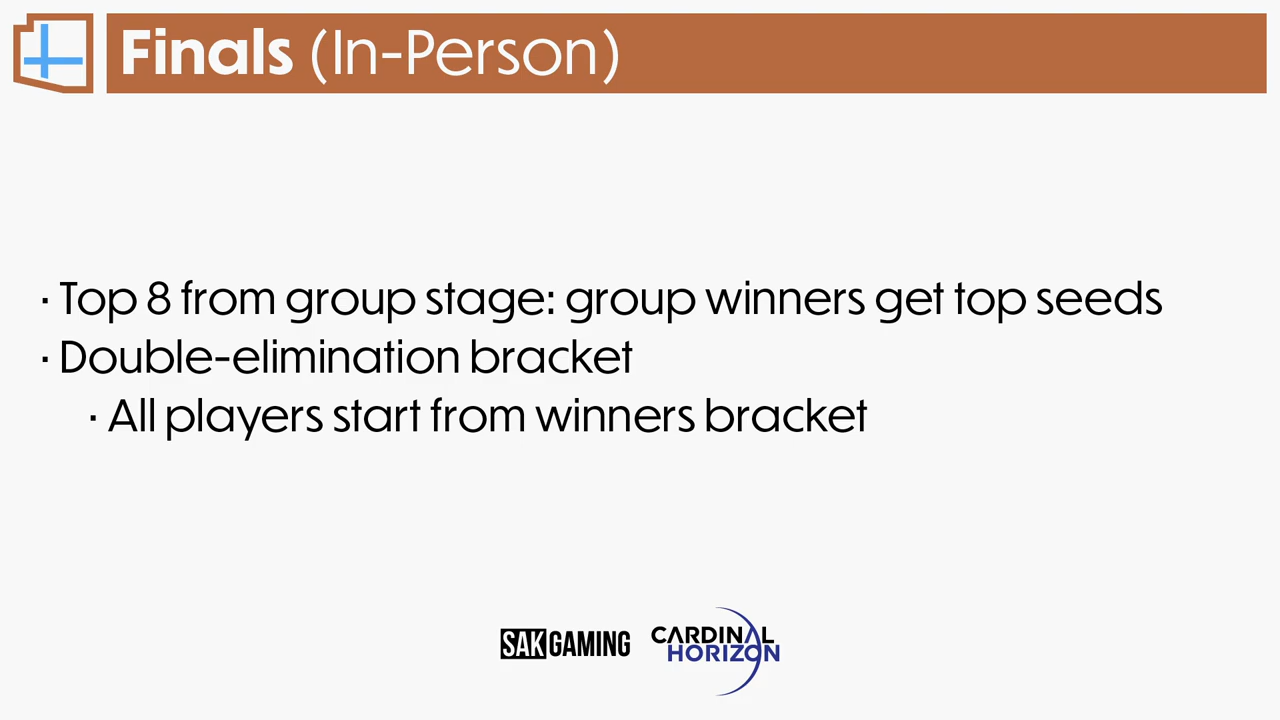 Finals (In-Person)
· Top 8 from group stage: group winners get top seeds
· Double-elimination bracket
· All players start from winners bracket
SAK GAMING
CARDINAL
HORIZON